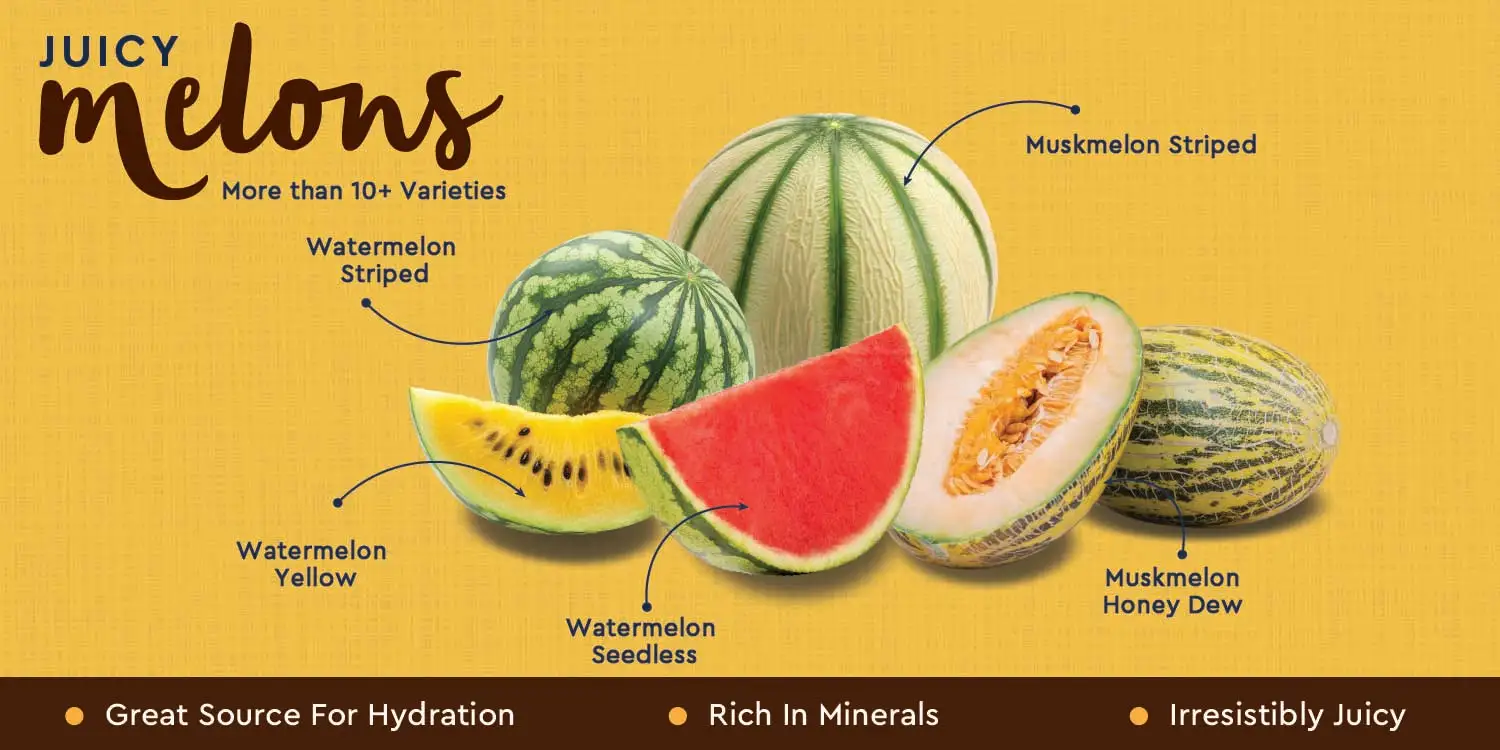 JUICY
melons
More than 10+ Varieties
Muskmelon Striped
Watermelon
Striped
Watermelon
Yellow
Watermelon
Seedless
Muskmelon
Honey Dew
Great Source For Hydration
Rich In Minerals
Irresistibly Juicy